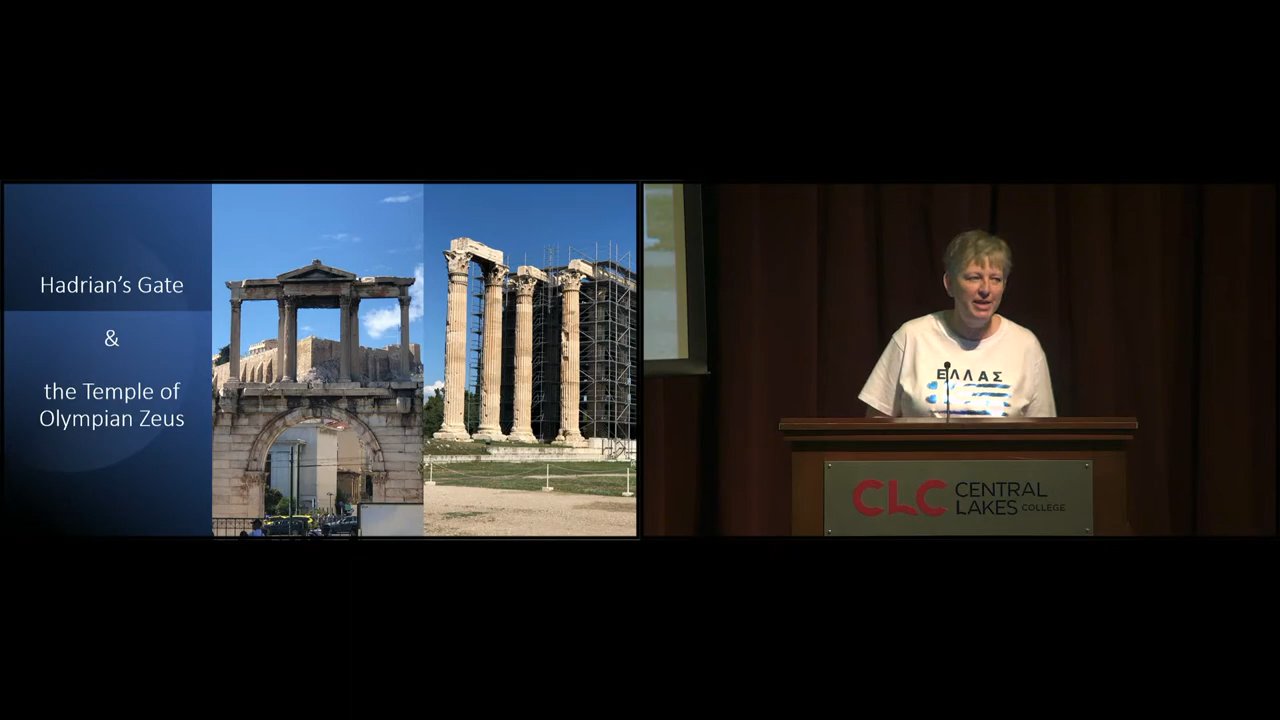 Hadrian's Gate
&
the Temple of
Olympian Zeus
ΕΛΛΑΣ
CLC CENTRAL
LAKES COLLEGE